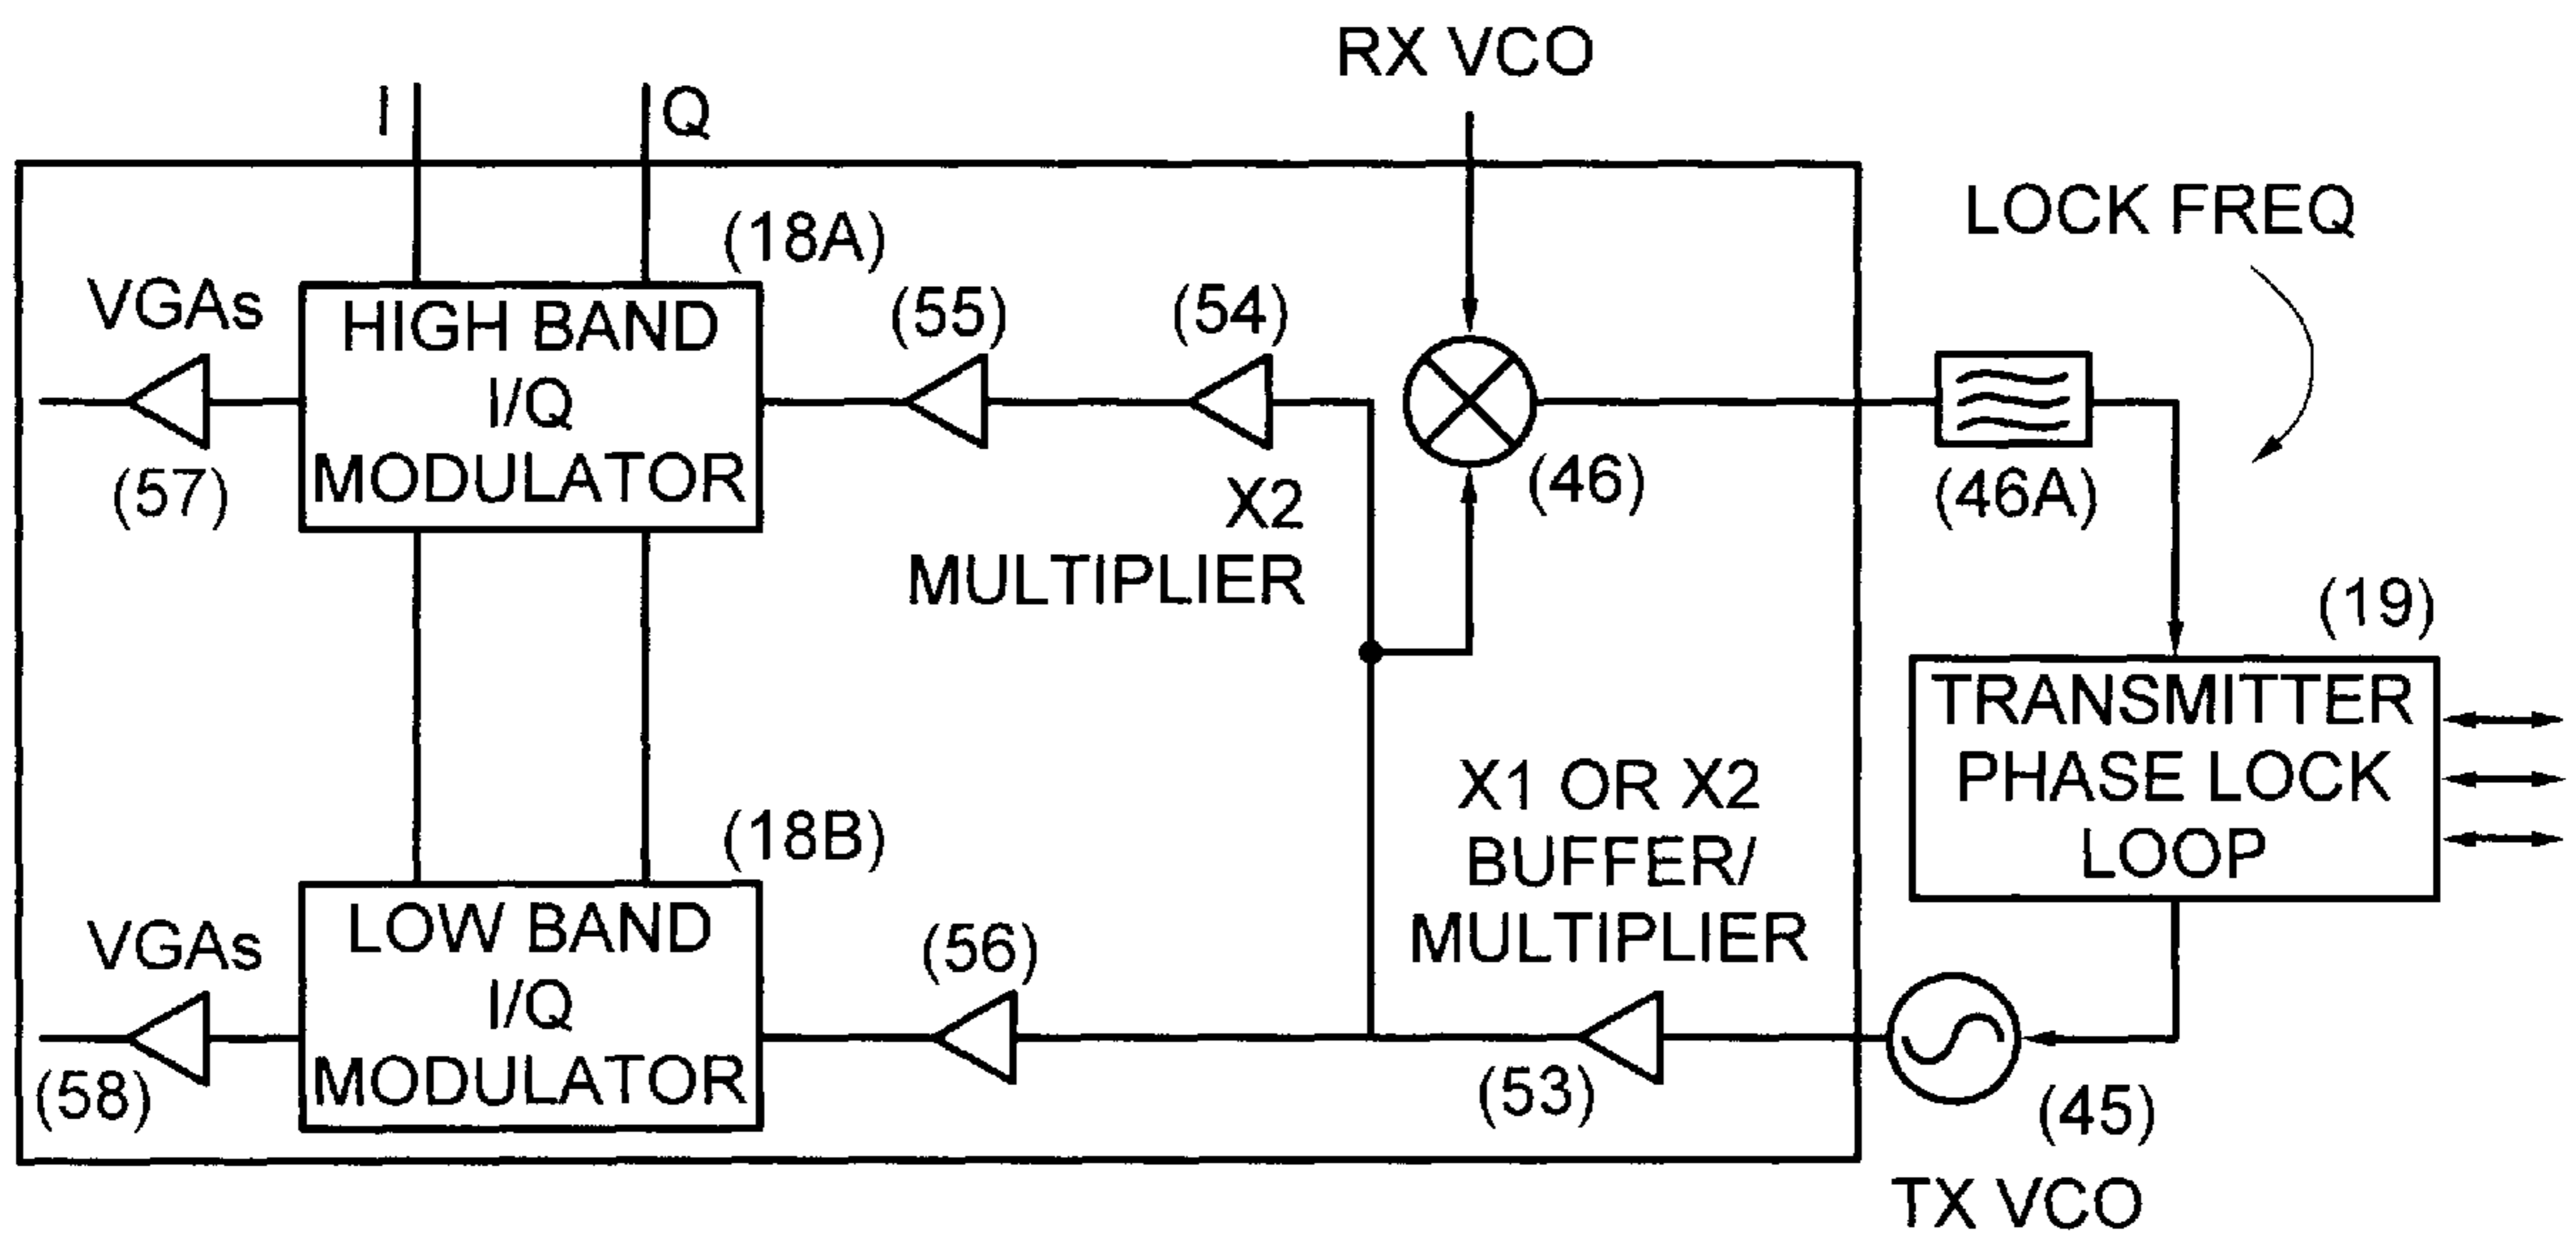 RX VCO
I
Q
LOCK FREQ
(18A)
VGAs
(55)
(54)
HIGH BAND
I/Q
MODULATOR
(57)
X2
MULTIPLIER
(46)
(46A)
(19)
TRANSMITTER
PHASE LOCK
LOOP
X1 OR X2
BUFFER/
MULTIPLIER
(18B)
VGAs
(56)
LOW BAND
I/Q
MODULATOR
(58)
(53)
(45)
TX VCO